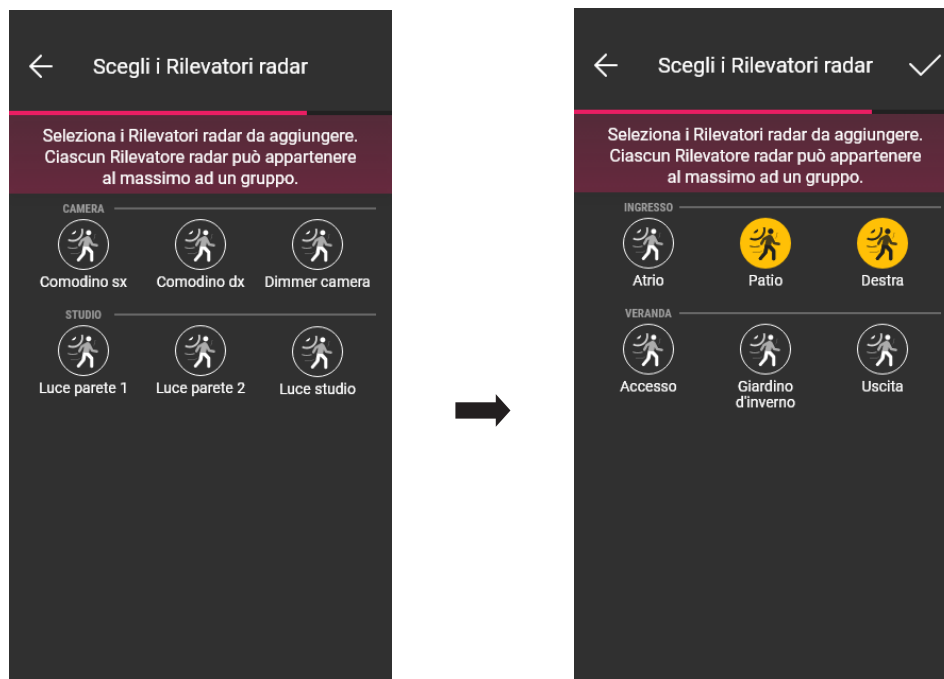 Scegli i Rilevatori radar
Seleziona i Rilevatori radar da aggiungere.
Ciascun Rilevatore radar può appartenere
al massimo ad un gruppo.
CAMERA
Comodino sx Comodino dx Dimmer camera
STUDIO
Luce parete 1 Luce parete 2 Luce studio
Scegli i Rilevatori radar
Seleziona i Rilevatori radar da aggiungere.
Ciascun Rilevatore radar può appartenere
al massimo ad un gruppo.
INGRESSO
Atrio Patio Destra
VERANDA
Accesso Giardino Uscita
d'inverno